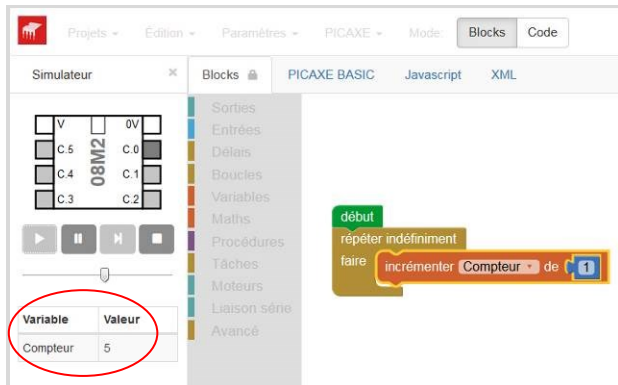 Projets Édition Paramètres PICAXE Mode: Blocks Code
Simulateur × Blocks PICAXE BASIC Javascript XML
V 0V
C.5 C.0
C.4 C.1
C.3 C.2
08M2
Sorties
Entrées
Délais
Boucles
Variables
Maths
Procédures
Tâches
Moteurs
Liaison série
Avancé
début
répéter indéfiniment
faire incrémenter Compteur de 1
Variable Valeur
Compteur 5